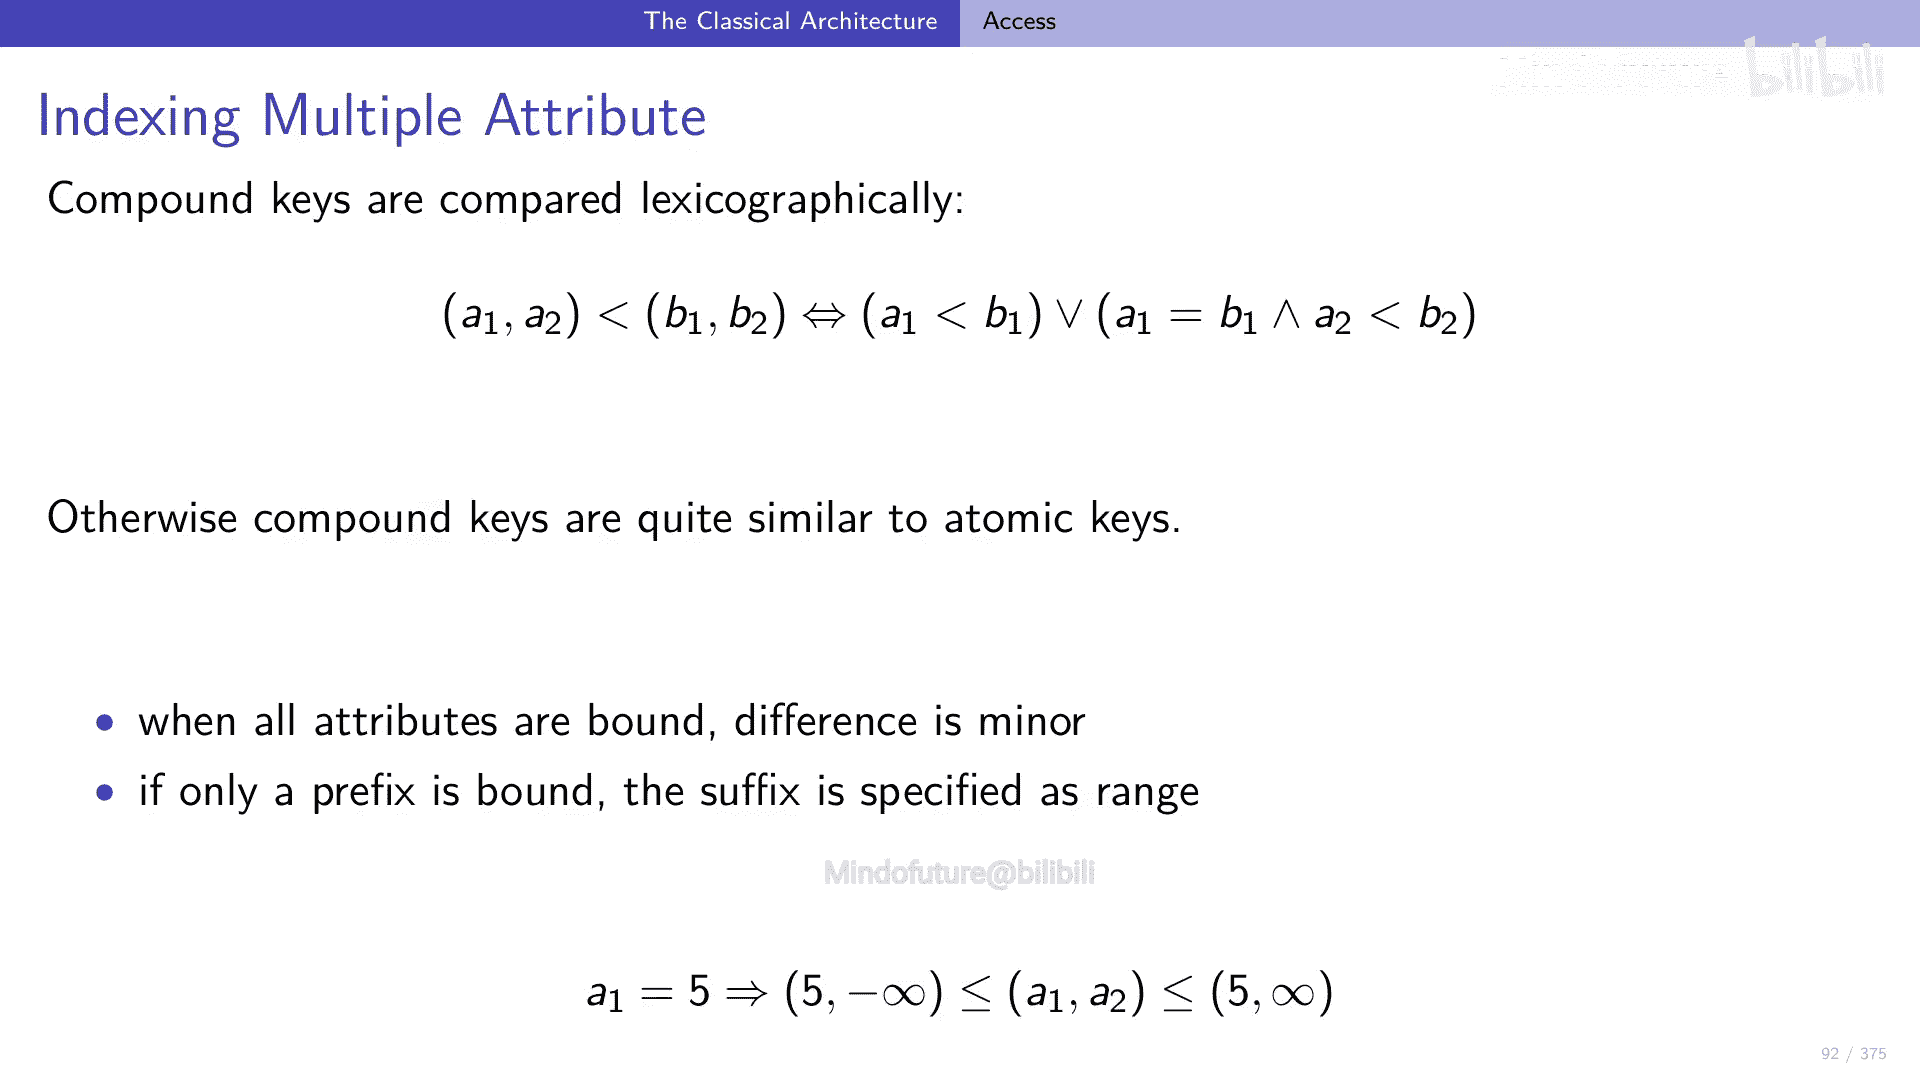 The Classical Architecture Access
bilibili
Indexing Multiple Attribute
Compound keys are compared lexicographically:
(a₁, a₂) < (b₁, b₂) ⇔ (a₁ < b₁) ∨ (a₁ = b₁ ∧ a₂ < b₂)
Otherwise compound keys are quite similar to atomic keys.
• when all attributes are bound, difference is minor
• if only a prefix is bound, the suffix is specified as range
Mindofuture@bilibili
a₁ = 5 ⇒ (5, −∞) ≤ (a₁, a₂) ≤ (5, ∞)
92 / 375